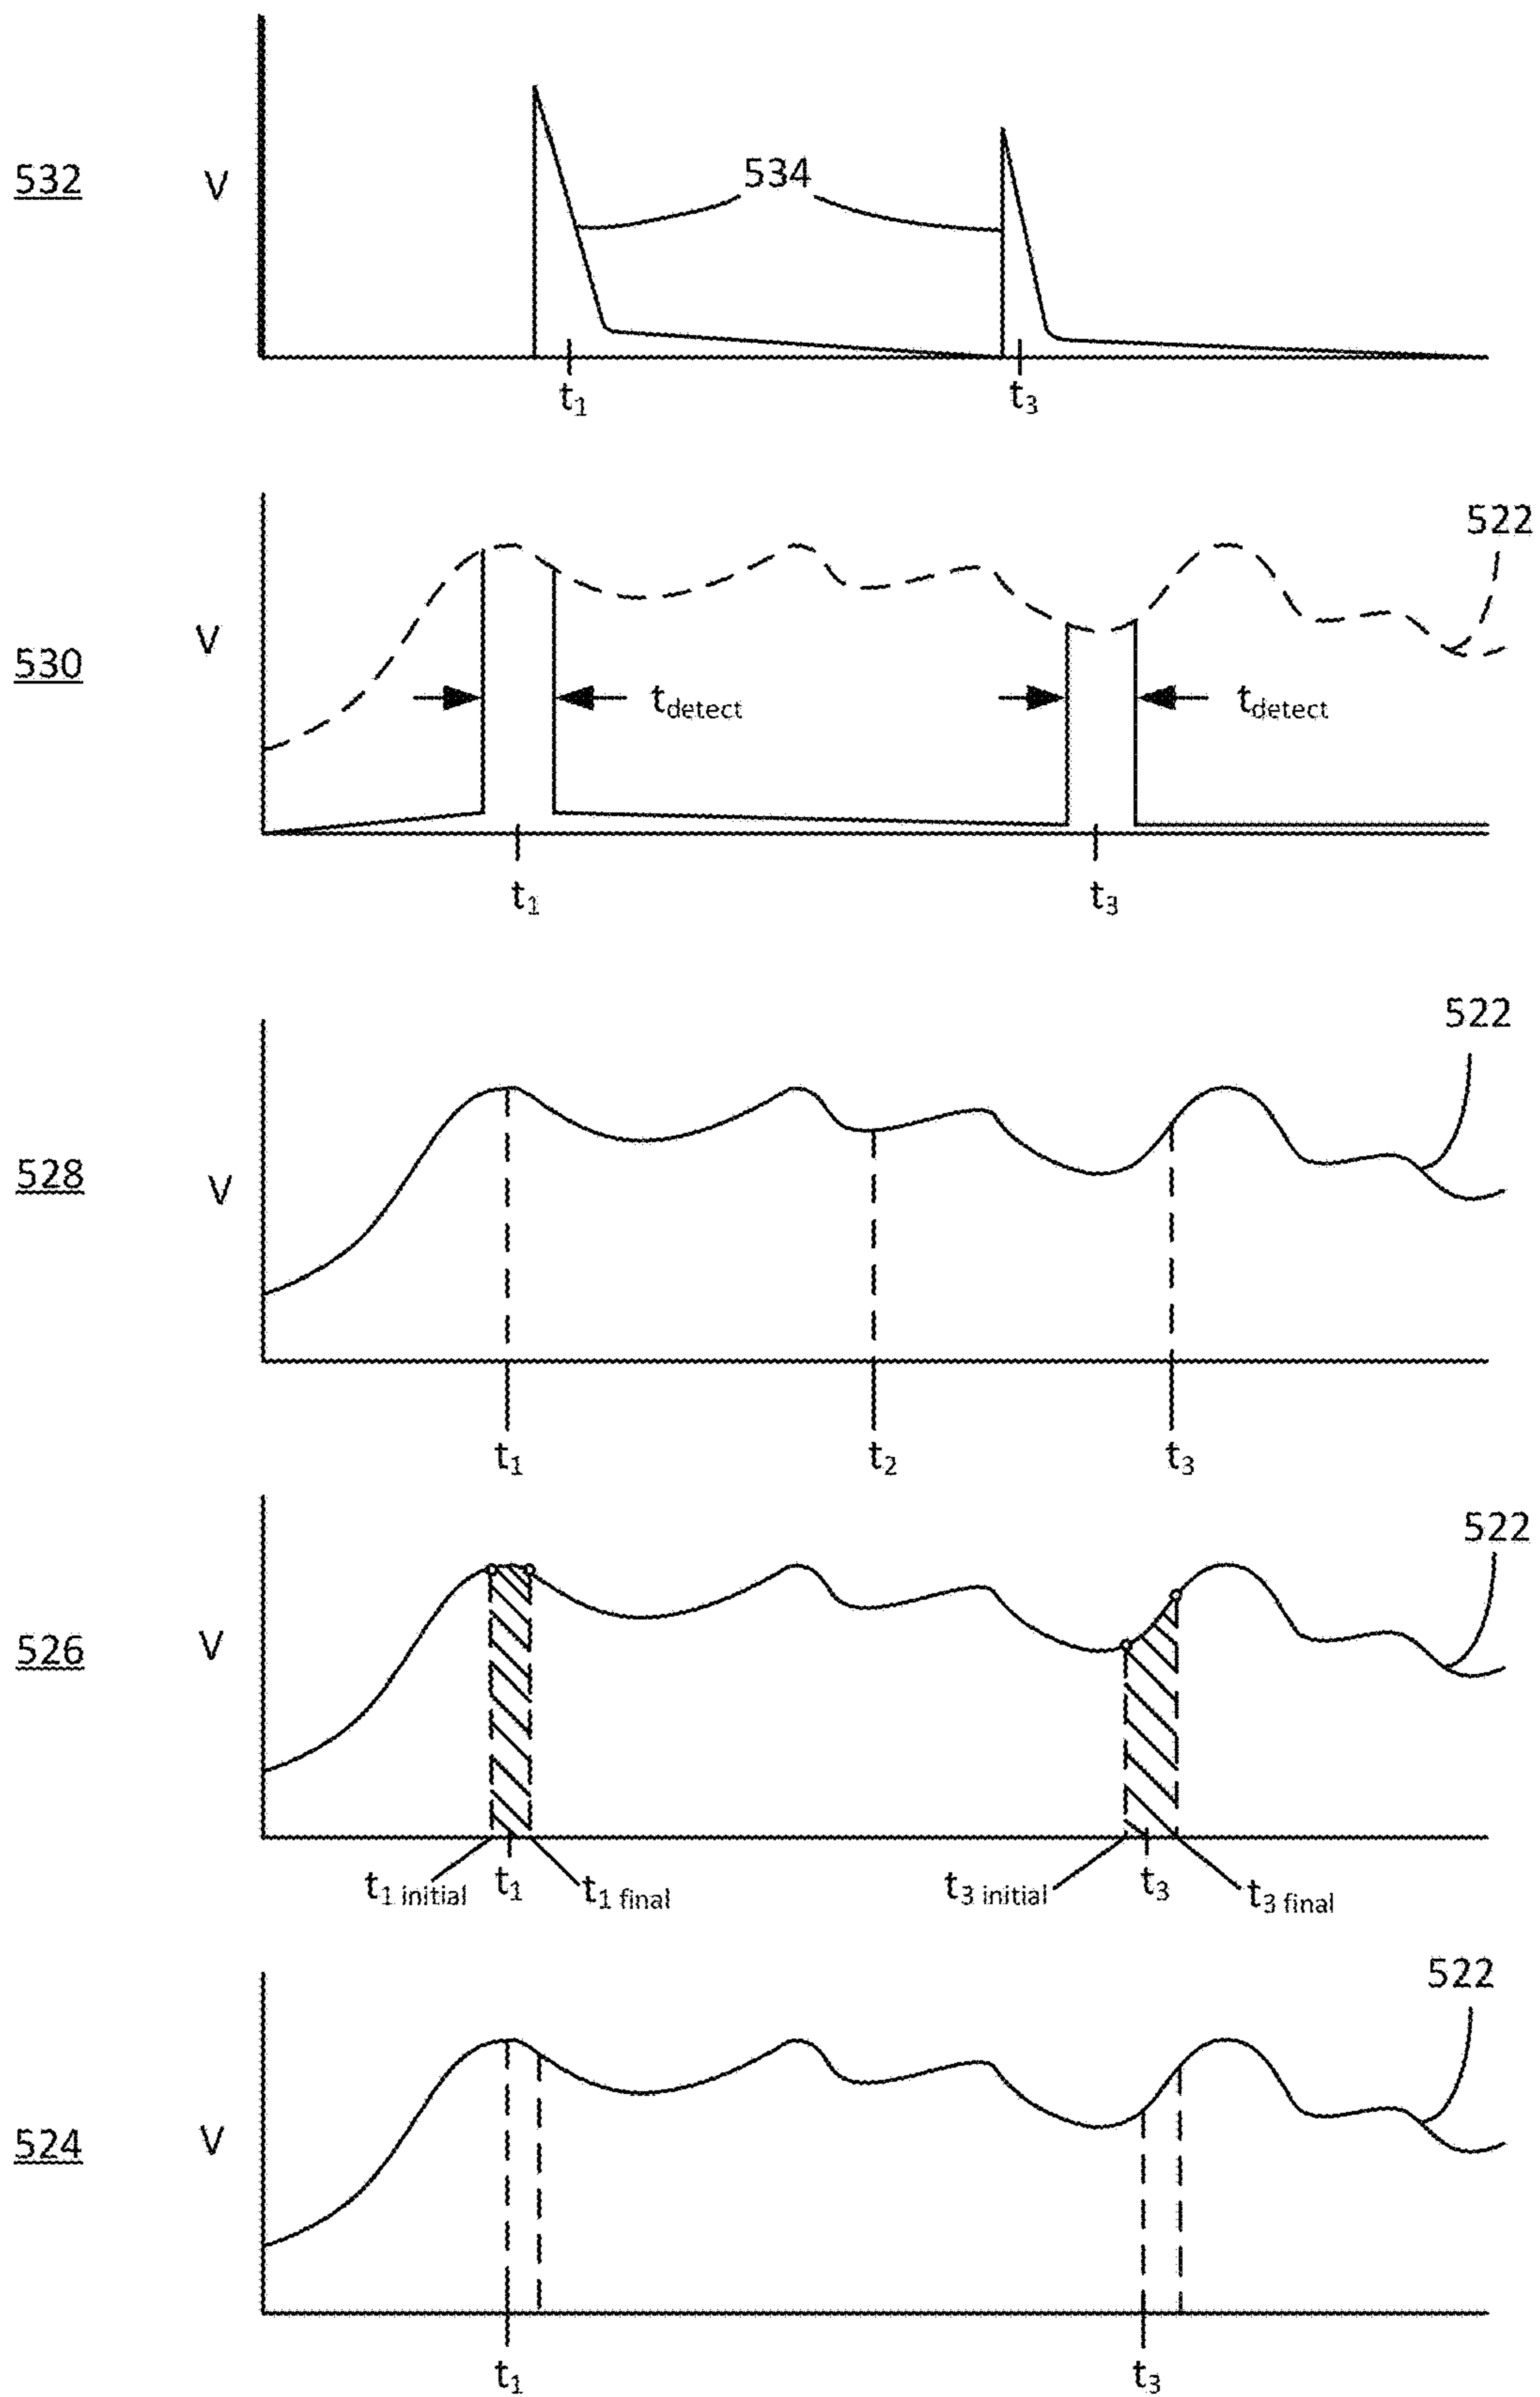 534
532 V
t1 t3
522
530 V
tdetect tdetect
t1 t3
522
528 V
t1 t2 t3
522
526 V
t1 initial t1 t1 final t3 initial t3 t3 final
522
524 V
t1 t3